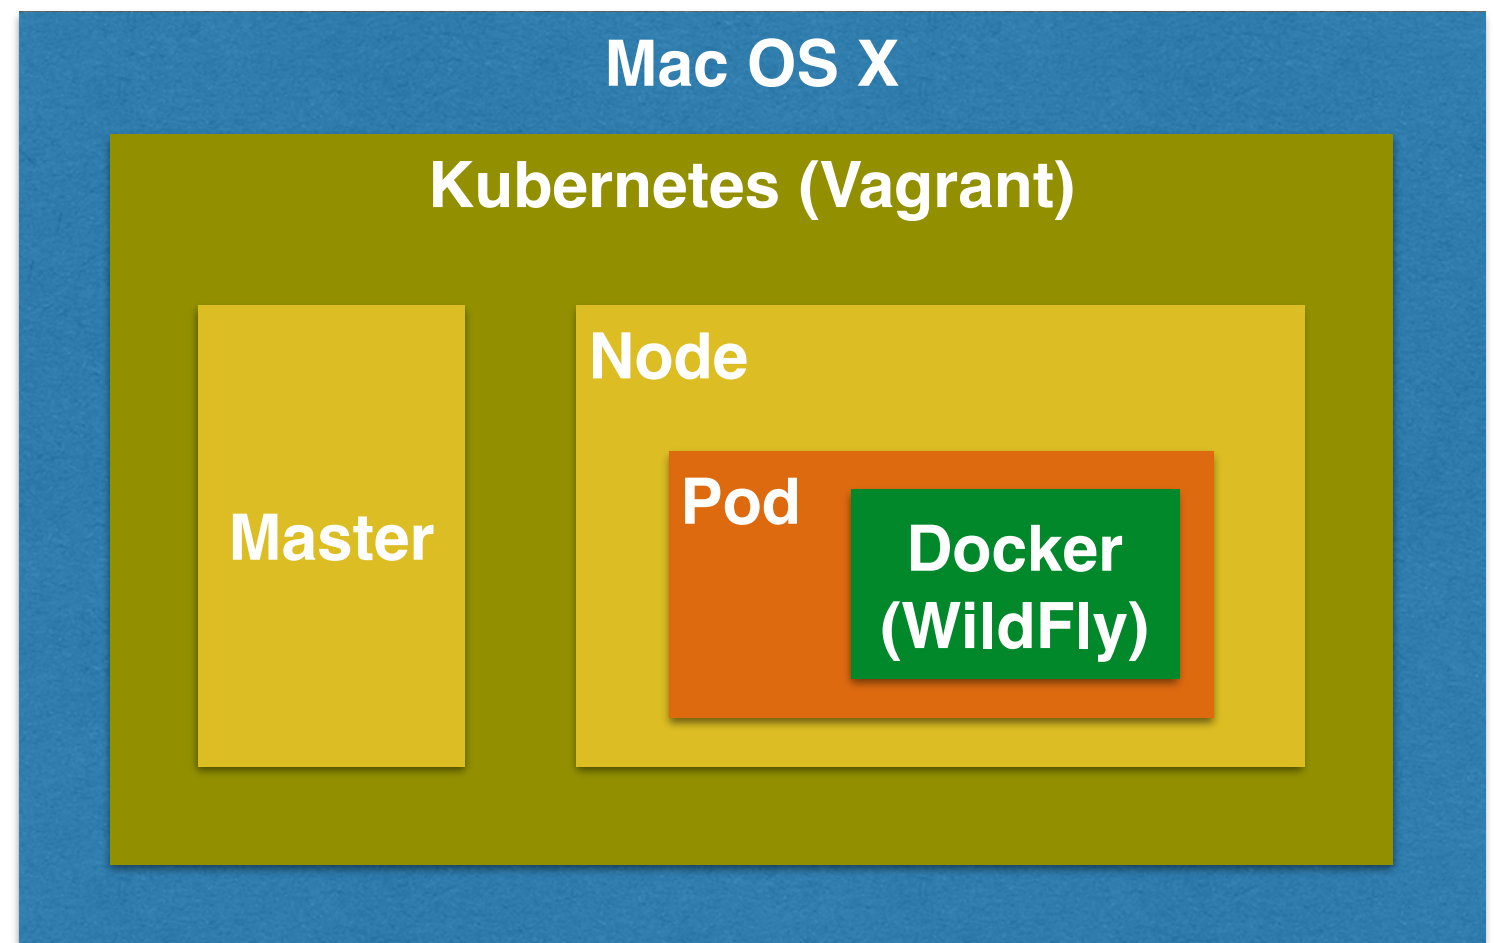 Mac OS X
Kubernetes (Vagrant)
Node
Pod
Master
Docker
(WildFly)